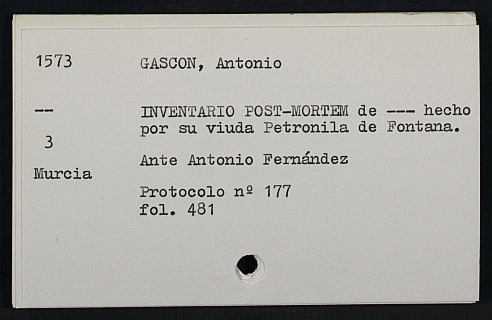 1573
GASCON, Antonio
--
INVENTARIO POST-MORTEM de --- hecho
por su viuda Petronila de Fontana.
3
Ante Antonio Fernández
Murcia
Protocolo nº 177
fol. 481